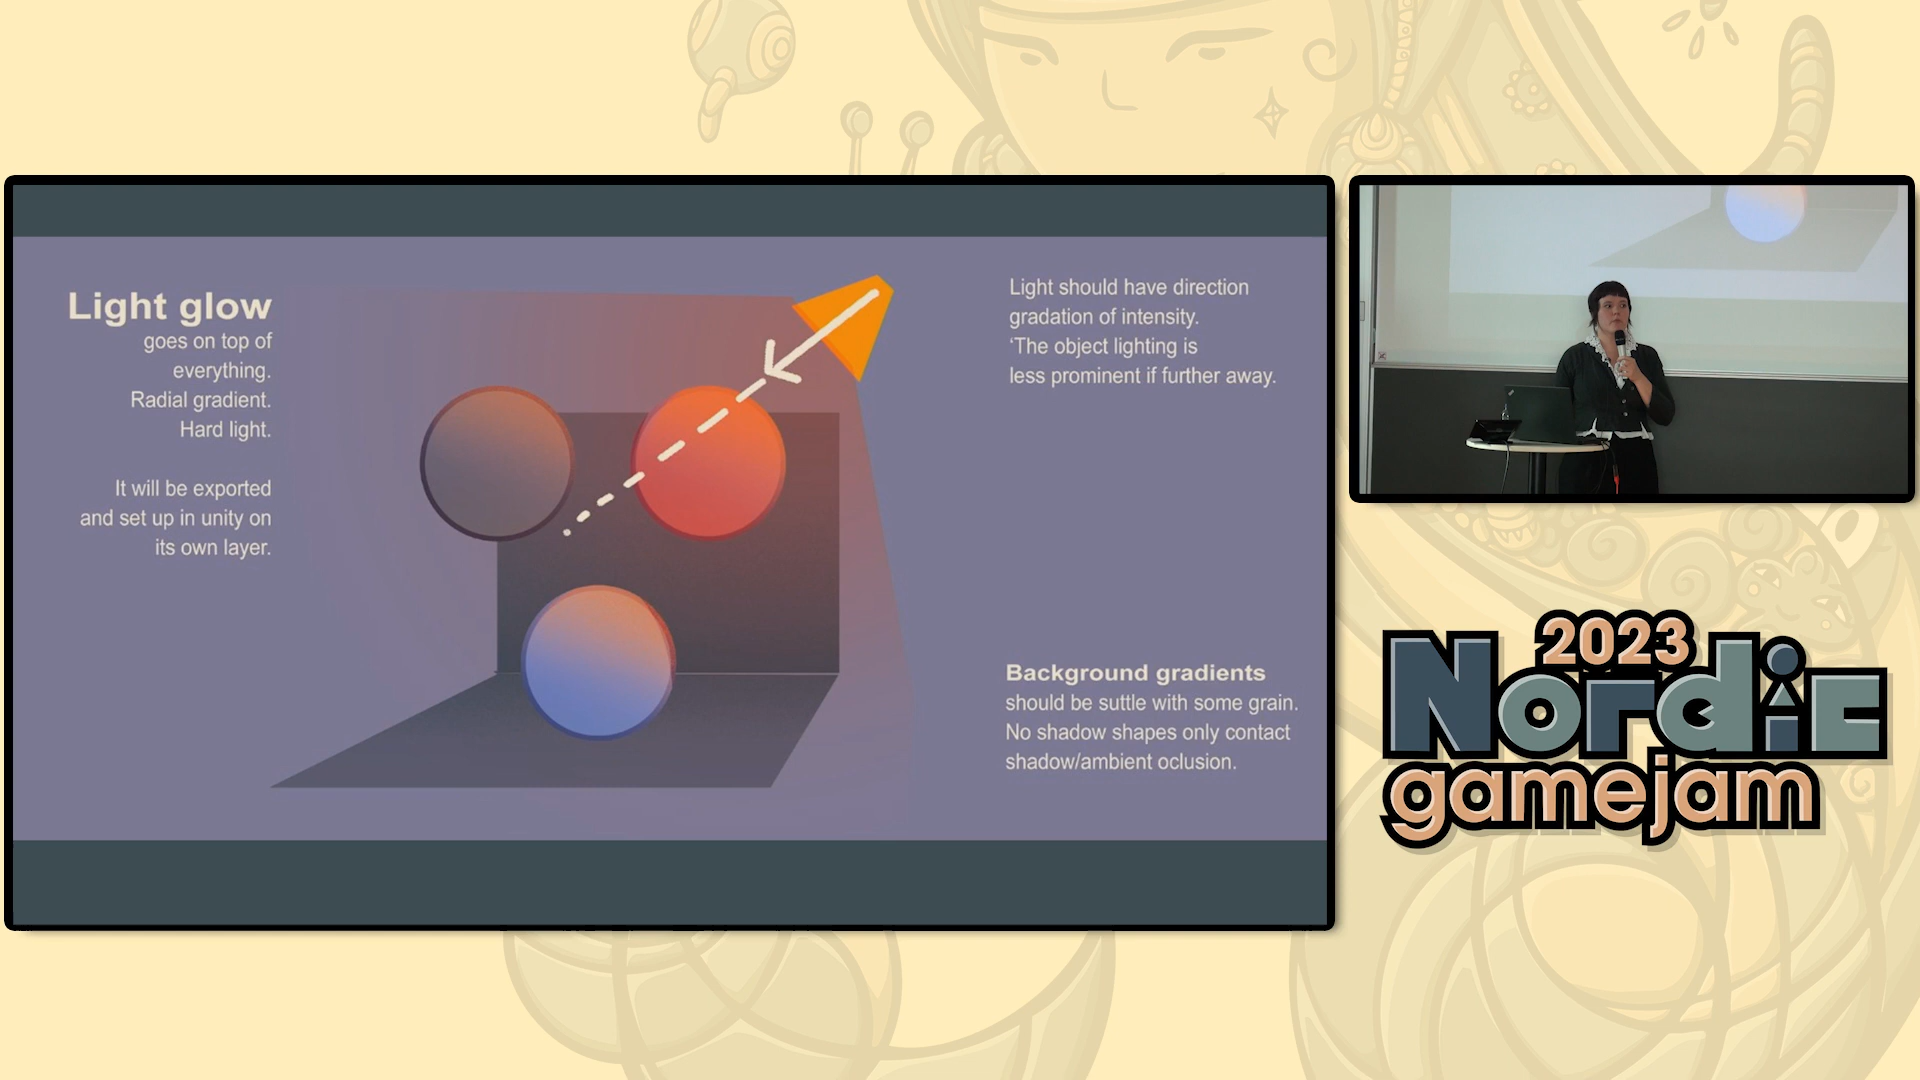 Light glow
goes on top of
everything.
Radial gradient.
Hard light.
It will be exported
and set up in unity on
its own layer.
Light should have direction
gradation of intensity.
‘The object lighting is
less prominent if further away.
Background gradients
should be suttle with some grain.
No shadow shapes only contact
shadow/ambient oclusion.
2023
Nordic
gamejam